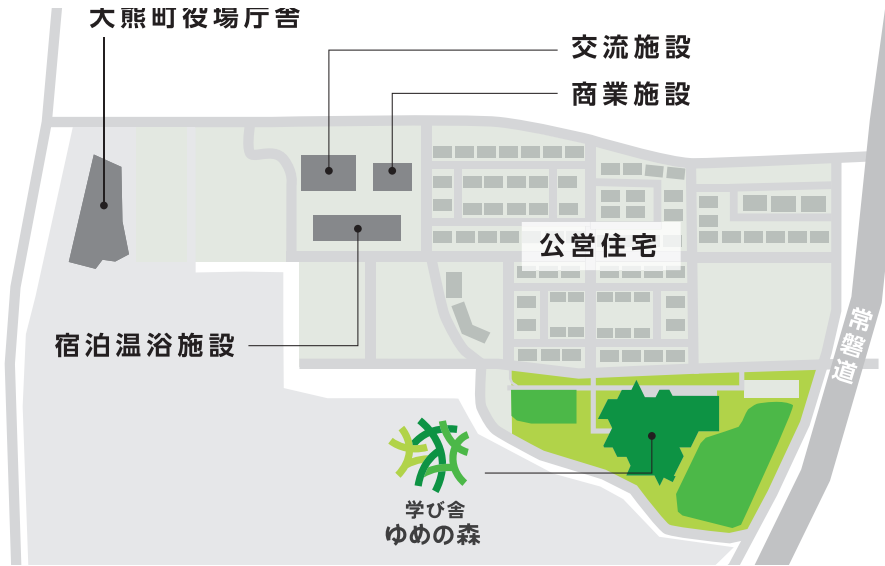 大熊町役場庁舎
交流施設
商業施設
公営住宅
宿泊温浴施設
常磐道
学び舎
ゆめの森